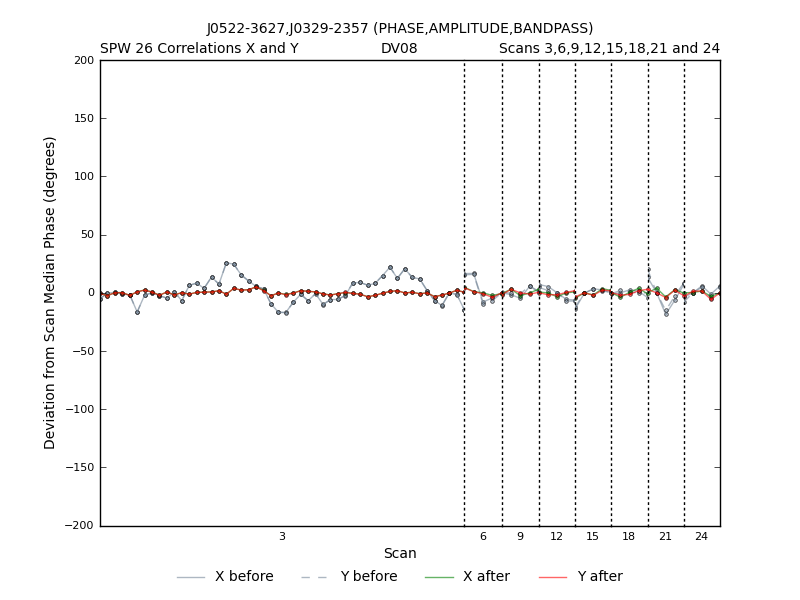 J0522-3627,J0329-2357 (PHASE,AMPLITUDE,BANDPASS)
SPW 26 Correlations X and Y DV08 Scans 3,6,9,12,15,18,21 and 24
200
150
100
50
0
−50
−100
−150
−200
Deviation from Scan Median Phase (degrees)
3 6 9 12 15 18 21 24
Scan
X before Y before X after Y after